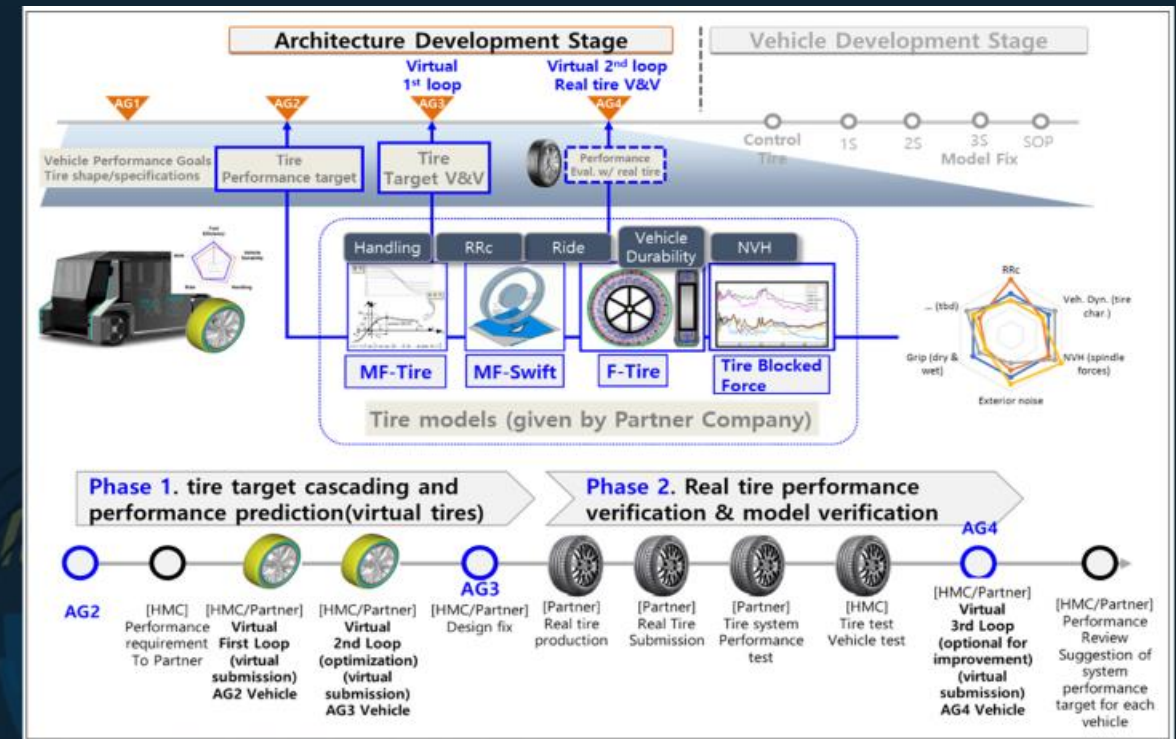 Architecture Development Stage
Vehicle Development Stage
Virtual
1st loop
Virtual 2nd loop
Real tire V&V
AG1
AG2
AG3
AG4
Control
Tire
1S
2S
3S
Model Fix
SOP
Vehicle Performance Goals
Tire shape/specifications
Tire
Performance target
Tire
Target V&V
Performance
Eval. w/ real tire
Handling
RRc
Ride
Vehicle
Durability
NVH
Fuel
Efficiency
Vehicle
Durability
Handling
Ride
NVH
MF-Tire
MF-Swift
F-Tire
Tire Blocked
Force
Tire models (given by Partner Company)
RRc
Veh. Dyn. (tire
char.)
NVH (spindle
forces)
Exterior noise
Grip (dry &
wet)
... (tbd)
Phase 1. tire target cascading and
performance prediction(virtual tires)
Phase 2. Real tire performance
verification & model verification
AG2
[HMC]
Performance
requirement
To Partner
[HMC/Partner]
Virtual
First Loop
(virtual
submission)
AG2 Vehicle
[HMC/Partner]
Virtual
2nd Loop
(optimization)
(virtual
submission)
AG3 Vehicle
AG3
[HMC/Partner]
Design fix
[Partner]
Real tire
production
[Partner]
Real Tire
Submission
[Partner]
Tire system
Performance
test
[HMC]
Tire test
Vehicle test
AG4
[HMC/Partner]
Virtual
3rd Loop
(optional for
improvement)
(virtual
submission)
AG4 Vehicle
[HMC/Partner]
Performance
Review
Suggestion of
system
performance
target for each
vehicle